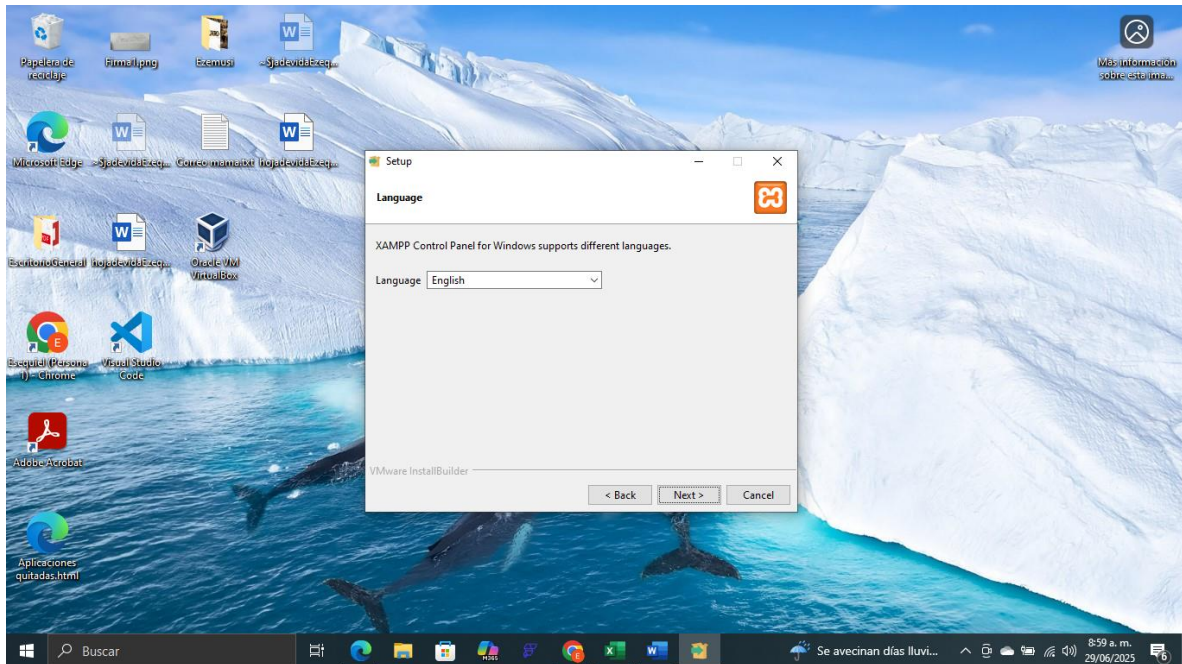 Papelera de
reciclaje
Firma1.png
Ezemusi
~$jadevidaEzeq...
Más información
sobre esta ima...
Microsoft Edge
~$jadevidaEzeq...
Correo mama.txt
hojadevidaEzeq...
EscritorioGeneral
hojadevidaEzeq...
Oracle VM
VirtualBox
Esequiel (Persona
1) - Chrome
Visual Studio
Code
Adobe Acrobat
Aplicaciones
quitadas.html
Setup
Language
XAMPP Control Panel for Windows supports different languages.
Language English
VMware InstallBuilder
< Back Next > Cancel
Buscar
M365
Se avecinan días lluvi...
8:59 a. m.
29/06/2025
6